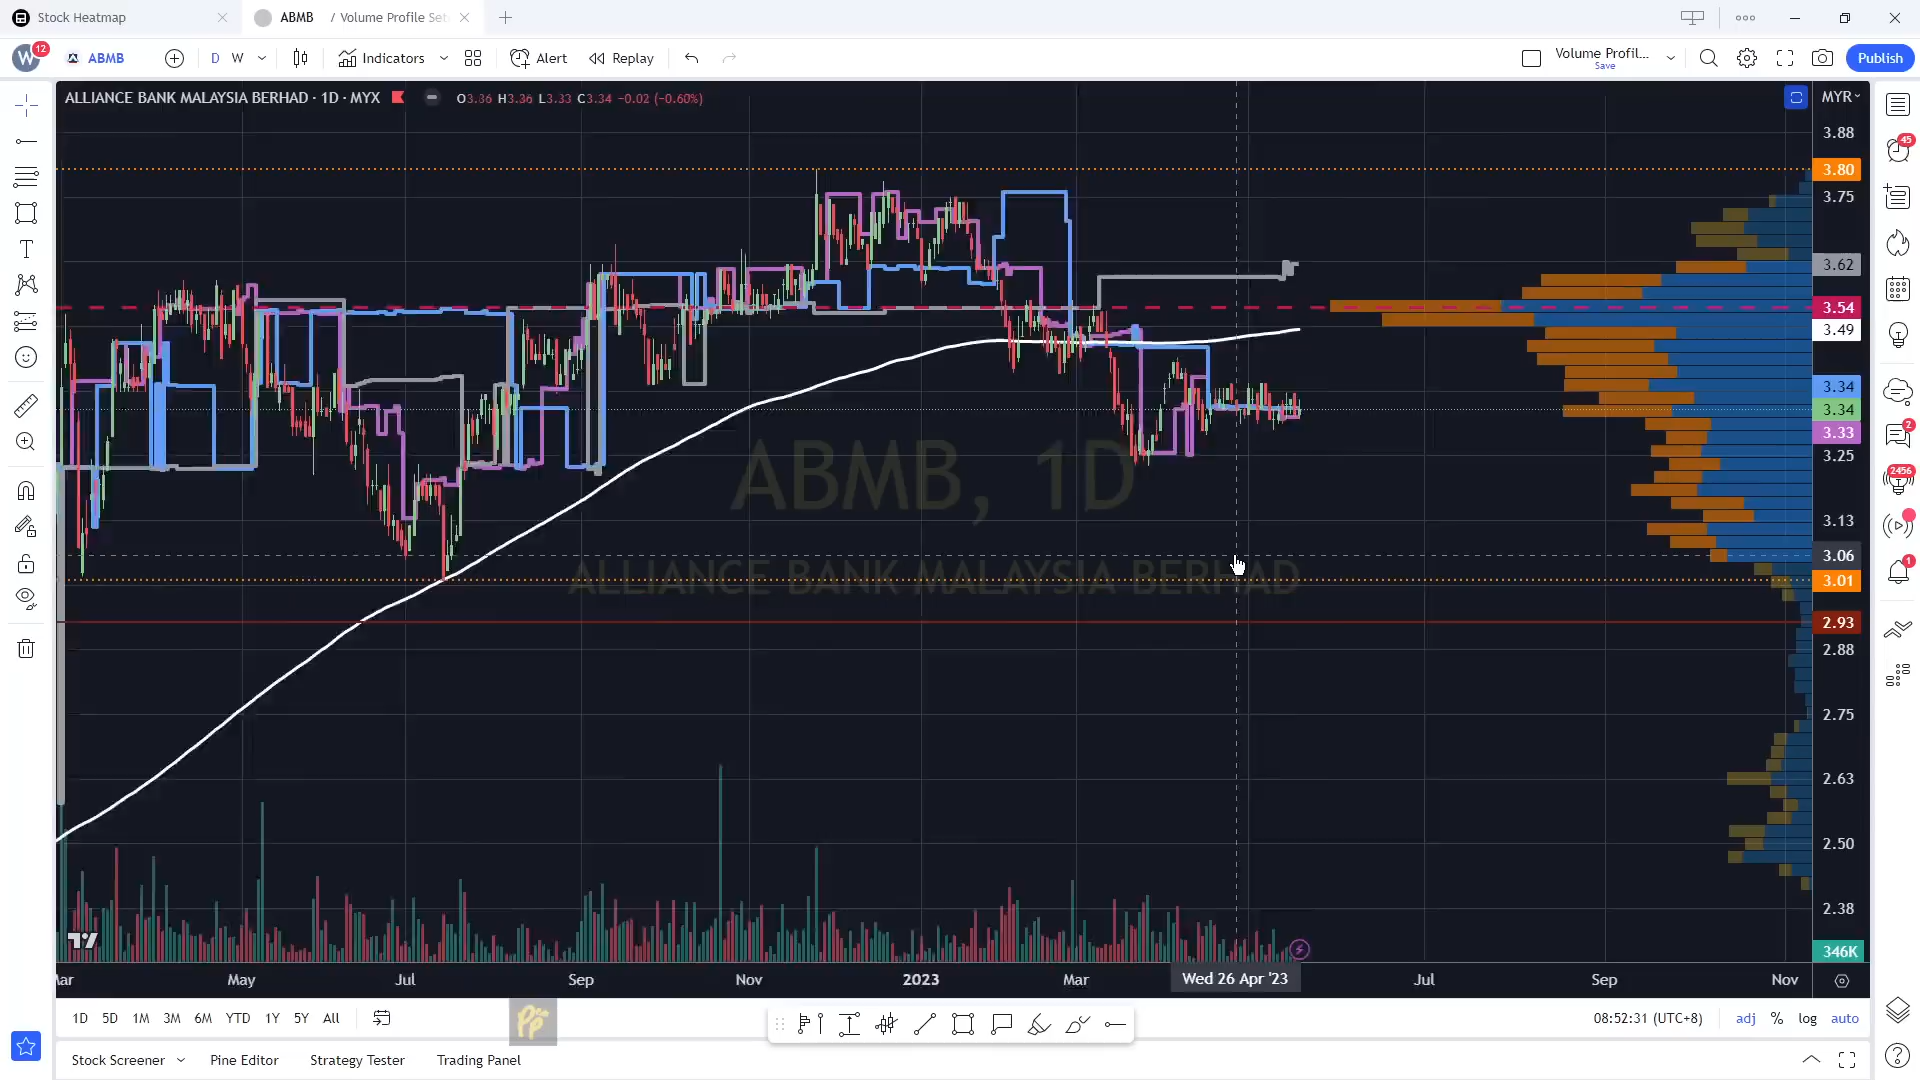 Stock Heatmap
ABMB / Volume Profile Set
W 12 ABMB D W Indicators Alert Replay Volume Profil... Save Publish
ALLIANCE BANK MALAYSIA BERHAD · 1D · MYX O3.36 H3.36 L3.33 C3.34 −0.02 (−0.60%)
MYR
3.88
3.80
3.75
3.62
3.54
3.49
3.34
3.34
3.33
3.25
3.13
3.06
3.01
2.93
2.88
2.75
2.63
2.50
2.38
346K
ABMB, 1D
ALLIANCE BANK MALAYSIA BERHAD
45
2
2456
1
May Jul Sep Nov 2023 Mar Wed 26 Apr '23 Jul Sep Nov
1D 5D 1M 3M 6M YTD 1Y 5Y All
08:52:31 (UTC+8) adj % log auto
Stock Screener Pine Editor Strategy Tester Trading Panel